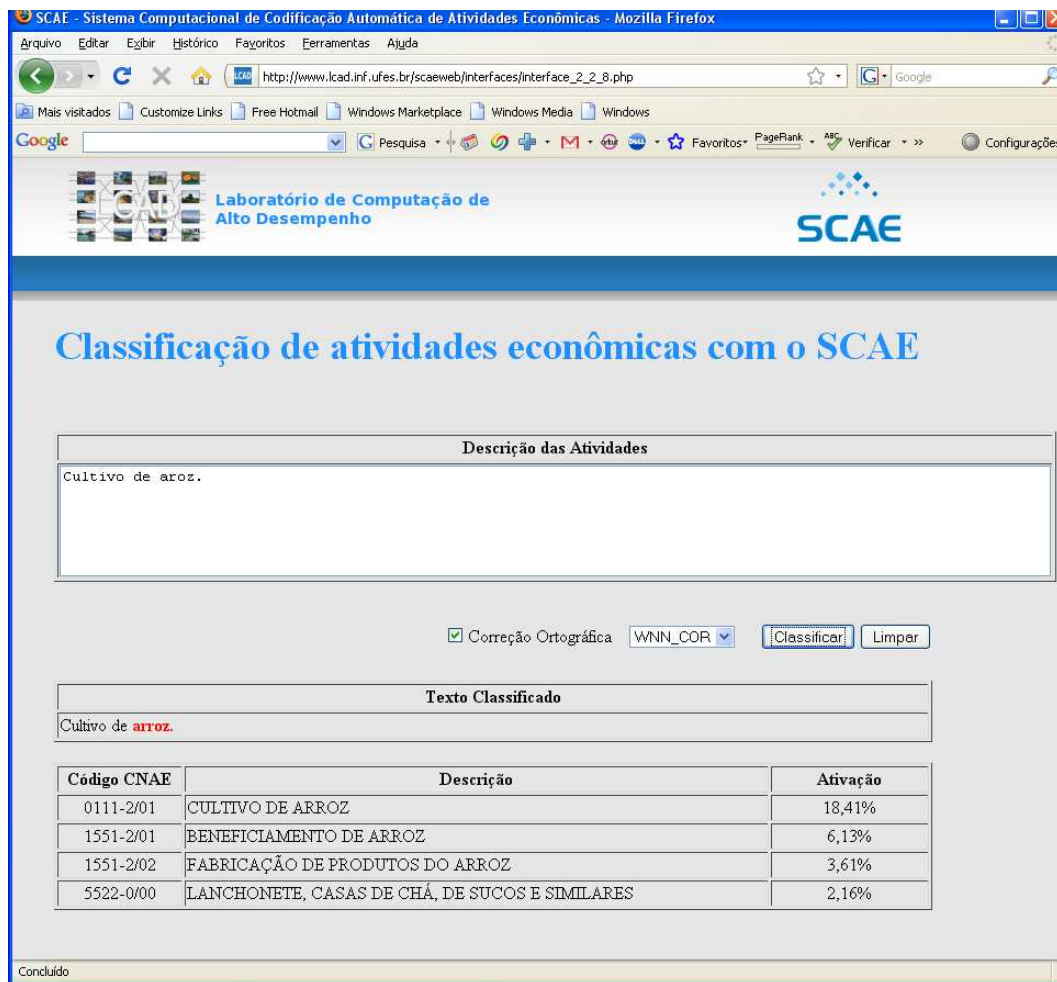 SCAE - Sistema Computacional de Codificação Automática de Atividades Econômicas - Mozilla Firefox
Arquivo Editar Exibir Histórico Favoritos Ferramentas Ajuda
LCAD http://www.lcad.inf.ufes.br/scaeweb/interfaces/interface_2_2_8.php G Google
Mais visitados Customize Links Free Hotmail Windows Marketplace Windows Media Windows
Google G Pesquisa Favoritos PageRank ABC Verificar » Configurações
LCAD Laboratório de Computação de
Alto Desempenho
SCAE
Classificação de atividades econômicas com o SCAE
Descrição das Atividades
Cultivo de aroz.
Correção Ortográfica WNN_COR Classificar Limpar
Texto Classificado
Cultivo de arroz.
Código CNAE Descrição Ativação
0111-2/01 CULTIVO DE ARROZ 18,41%
1551-2/01 BENEFICIAMENTO DE ARROZ 6,13%
1551-2/02 FABRICAÇÃO DE PRODUTOS DO ARROZ 3,61%
5522-0/00 LANCHONETE, CASAS DE CHÁ, DE SUCOS E SIMILARES 2,16%
Concluído